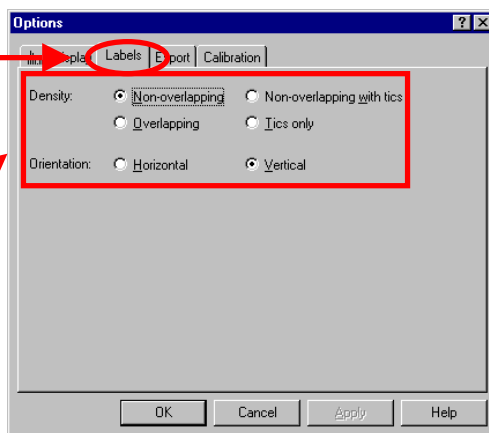 Options
Display Labels Export Calibration
Density: Non-overlapping Non-overlapping with tics
Overlapping Tics only
Orientation: Horizontal Vertical
OK Cancel Apply Help